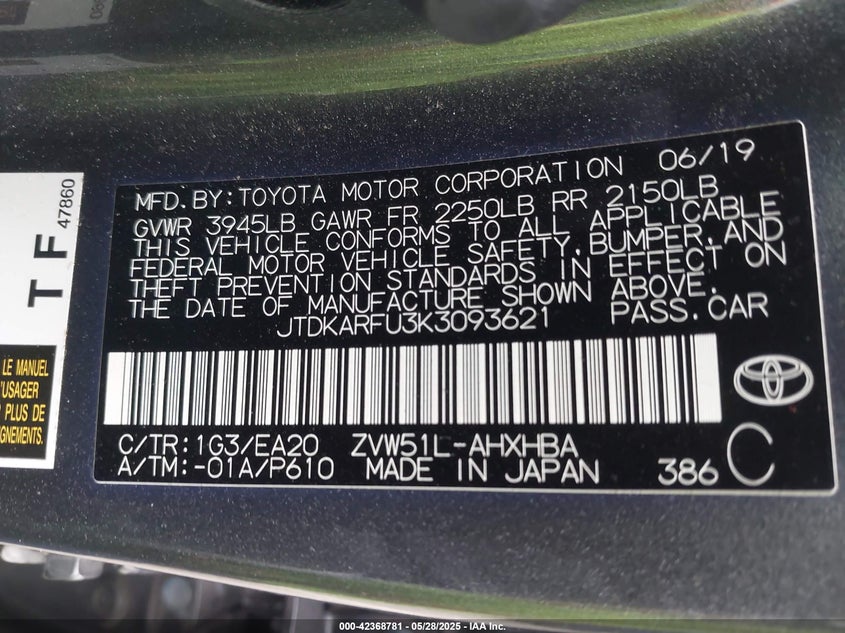 MFD.BY:TOYOTA MOTOR CORPORATION 06/19
GVWR 3945LB GAWR FR 2250LB RR 2150LB
THIS VEHICLE CONFORMS TO ALL APPLICABLE
FEDERAL MOTOR VEHICLE SAFETY,BUMPER,AND
THEFT PREVENTION STANDARDS IN EFFECT ON
THE DATE OF MANUFACTURE SHOWN ABOVE.
JTDKARFU3K3093621 PASS.CAR
C/TR:1G3/EA20 ZVW51L-AHXHBA
A/TM:-01A/P610 MADE IN JAPAN 386 C
T F
47860
LE MANUEL
D'USAGER
PLUS DE
000-42368781 - 05/28/2025 - IAA Inc.